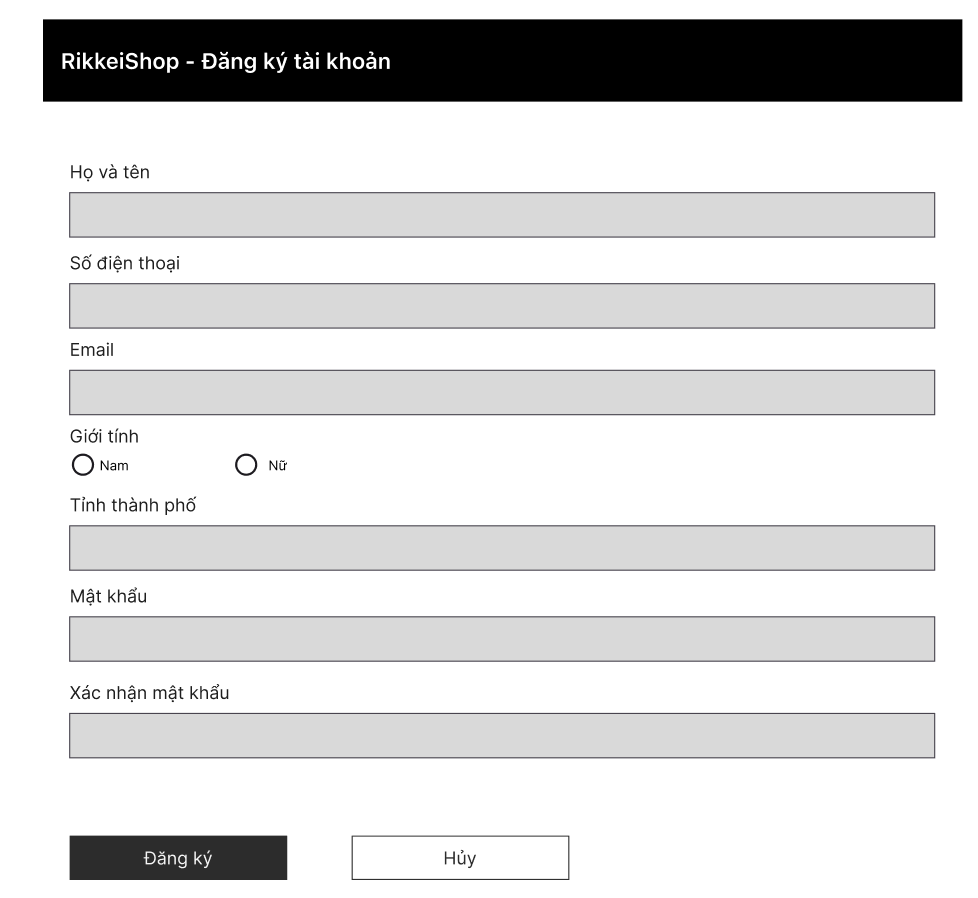 RikkeiShop - Đăng ký tài khoản
Họ và tên
Số điện thoại
Email
Giới tính
Nam Nữ
Tỉnh thành phố
Mật khẩu
Xác nhận mật khẩu
Đăng ký Hủy